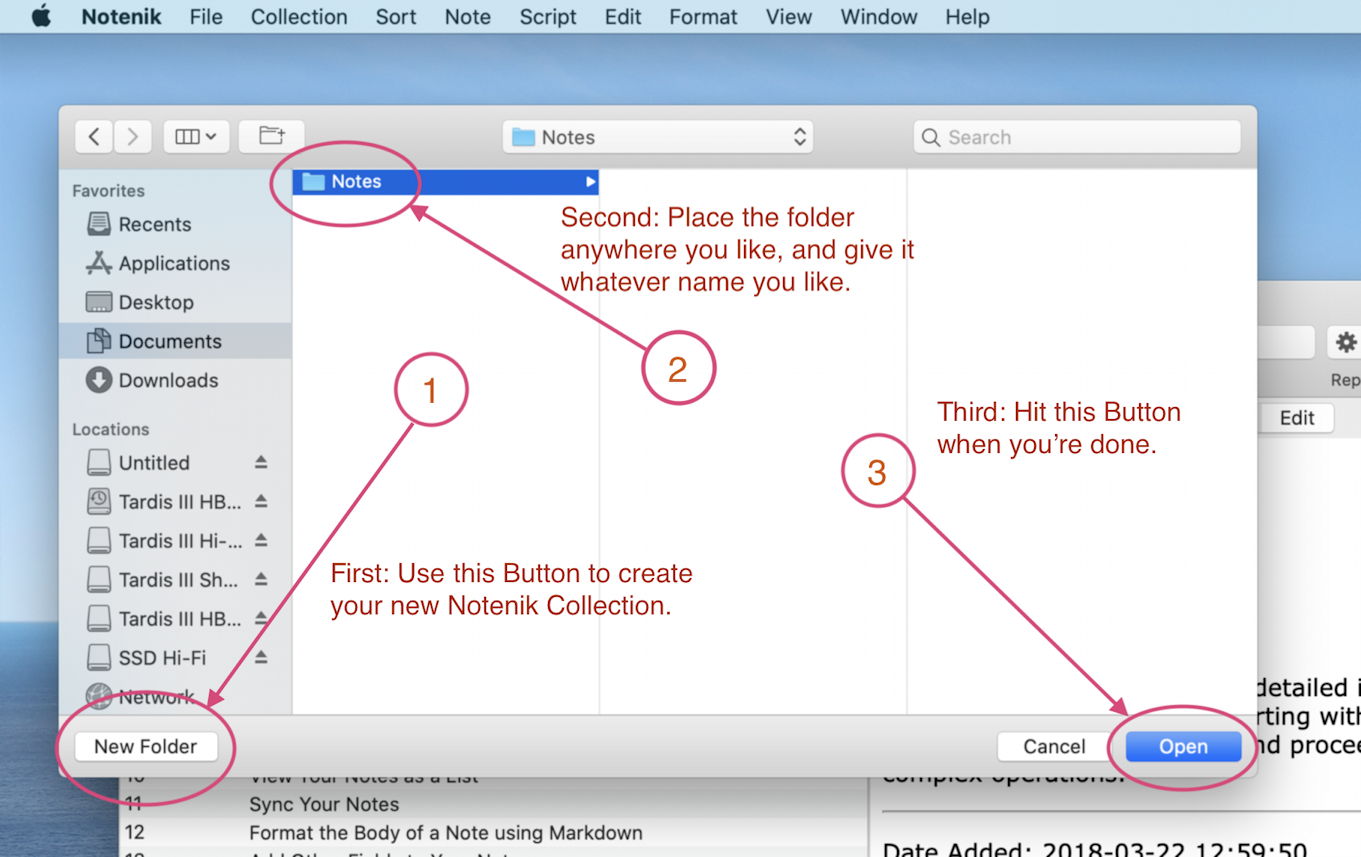 Notenik File Collection Sort Note Script Edit Format View Window Help
Notes
Search
Favorites
Recents
Applications
Desktop
Documents
Downloads
Locations
Untitled
Tardis III HB...
Tardis III Hi-...
Tardis III Sh...
Tardis III HB...
SSD Hi-Fi
Network
Notes
Second: Place the folder
anywhere you like, and give it
whatever name you like.
2
1
Third: Hit this Button
when you’re done.
3
First: Use this Button to create
your new Notenik Collection.
New Folder
Cancel
Open
Rep
Edit
detailed i
rting with
nd procee
complex operations.
View Your Notes as a List
11 Sync Your Notes
12 Format the Body of a Note using Markdown
Date Added: 2018-03-22 12:59:50